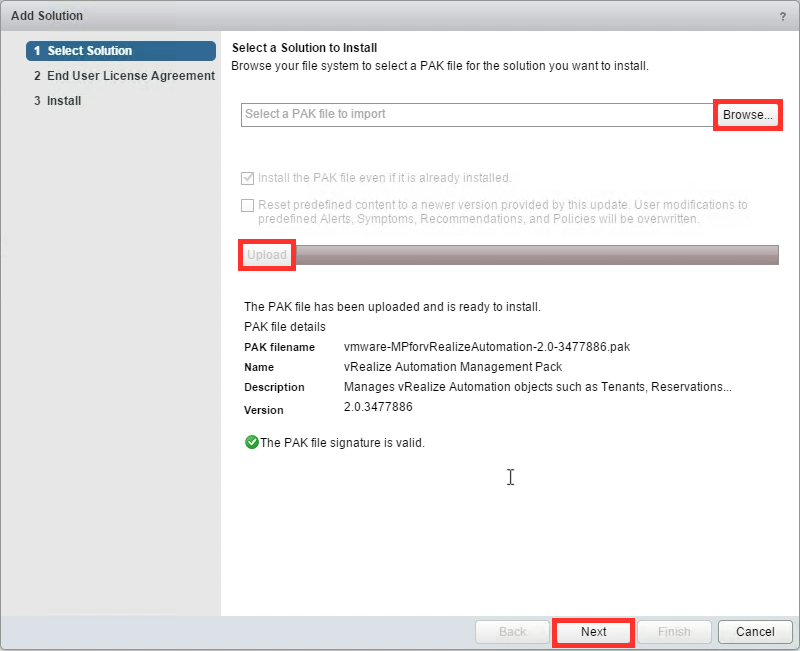 Add Solution
?
1 Select Solution
2 End User License Agreement
3 Install
Select a Solution to Install
Browse your file system to select a PAK file for the solution you want to install.
Select a PAK file to import
Browse...
Install the PAK file even if it is already installed.
Reset predefined content to a newer version provided by this update. User modifications to
predefined Alerts, Symptoms, Recommendations, and Policies will be overwritten.
Upload
The PAK file has been uploaded and is ready to install.
PAK file details
PAK filename vmware-MPforvRealizeAutomation-2.0-3477886.pak
Name vRealize Automation Management Pack
Description Manages vRealize Automation objects such as Tenants, Reservations...
Version 2.0.3477886
The PAK file signature is valid.
Back Next Finish Cancel